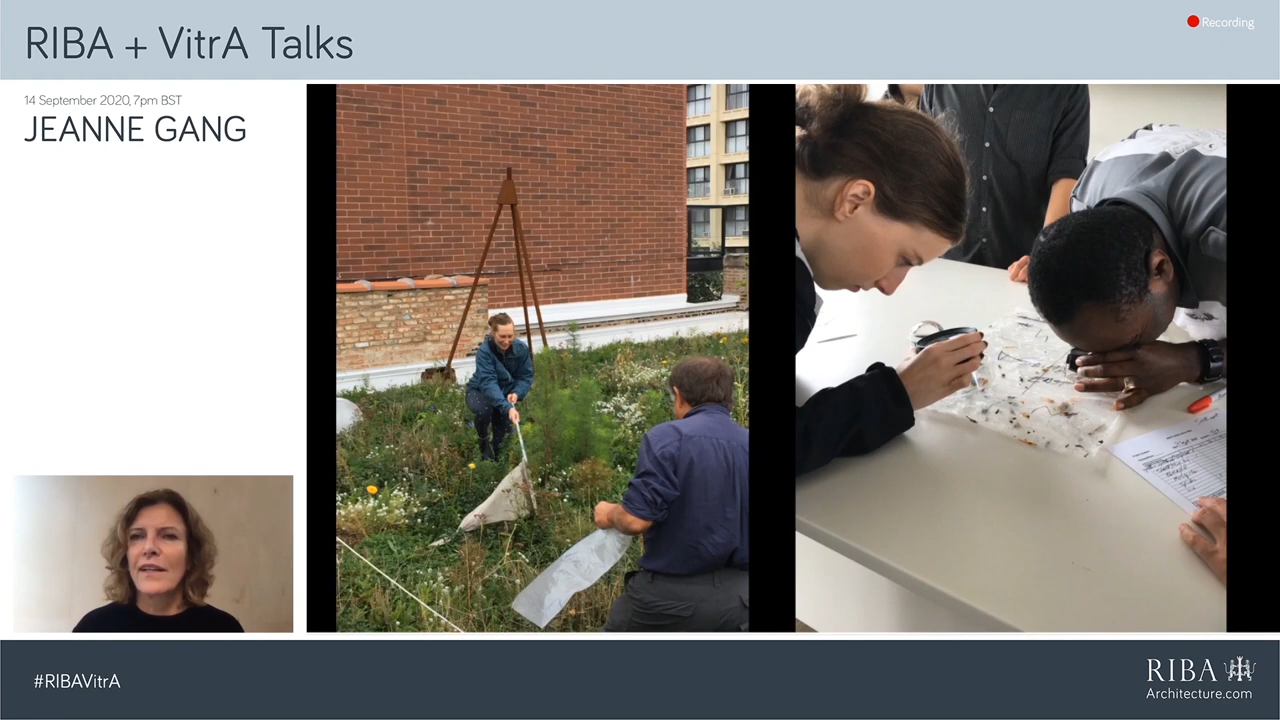 RIBA + VitrA Talks
Recording
14 September 2020, 7pm BST
JEANNE GANG
#RIBAVitrA
RIBA
Architecture.com